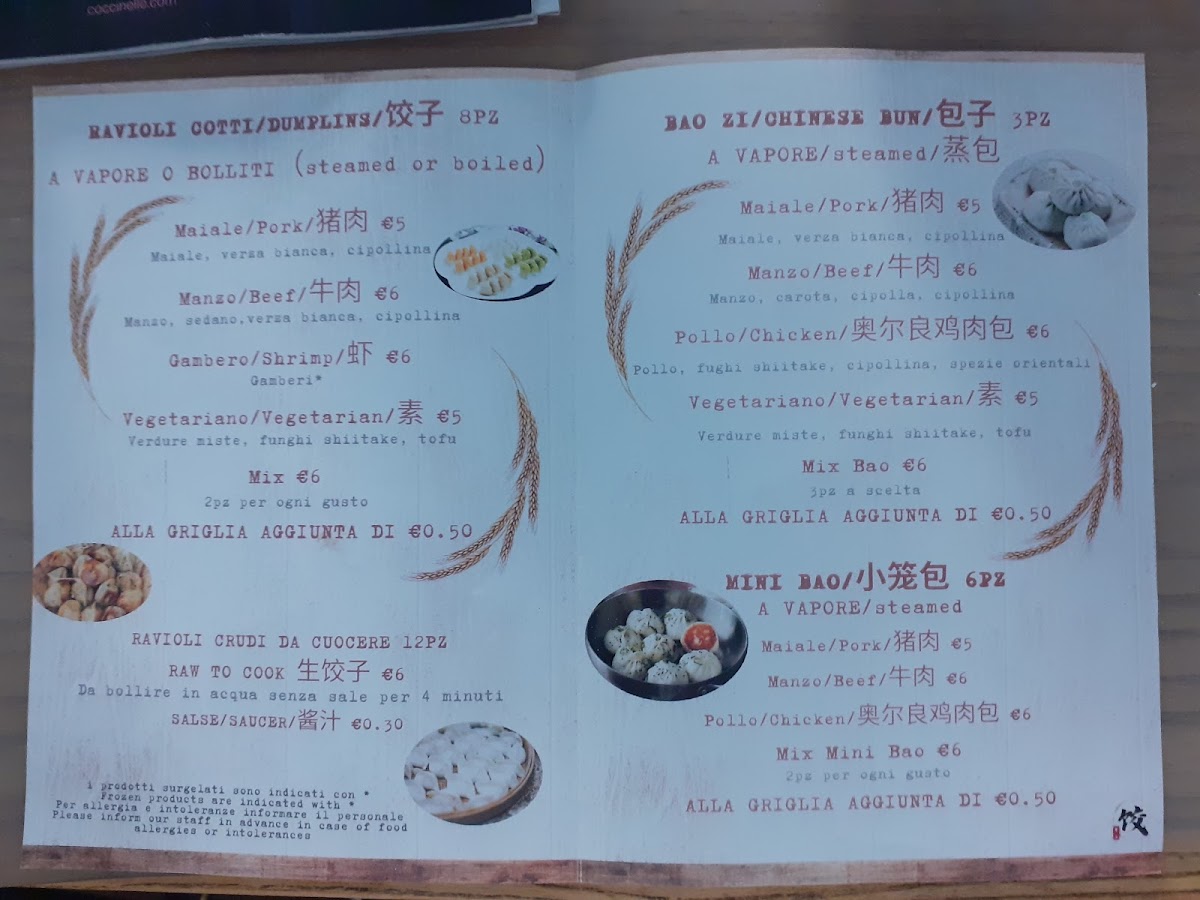 coccinelle.com
RAVIOLI COTTI/DUMPLINS/饺子 8PZ
A VAPORE O BOLLITI (steamed or boiled)
Maiale/Pork/猪肉 €5
Maiale, verza bianca, cipollina
Manzo/Beef/牛肉 €6
Manzo, sedano,verza bianca, cipollina
Gambero/Shrimp/虾 €6
Gamberi*
Vegetariano/Vegetarian/素 €5
Verdure miste, funghi shiitake, tofu
Mix €6
2pz per ogni gusto
ALLA GRIGLIA AGGIUNTA DI €0.50
RAVIOLI CRUDI DA CUOCERE 12PZ
RAW TO COOK 生饺子 €6
Da bollire in acqua senza sale per 4 minuti
SALSE/SAUCER/酱汁 €0.30
i prodotti surgelati sono indicati con *
Frozen products are indicated with *
Per allergia e intoleranze informare il personale
Please inform our staff in advance in case of food
allergies or intolerances
BAO ZI/CHINESE BUN/包子 3PZ
A VAPORE/steamed/蒸包
Maiale/Pork/猪肉 €5
Maiale, verza bianca, cipollina
Manzo/Beef/牛肉 €6
Manzo, carota, cipolla, cipollina
Pollo/Chicken/奥尔良鸡肉包 €6
Pollo, fughi shiitake, cipollina, spezie orientali
Vegetariano/Vegetarian/素 €5
Verdure miste, funghi shiitake, tofu
Mix Bao €6
3pz a scelta
ALLA GRIGLIA AGGIUNTA DI €0.50
MINI BAO/小笼包 6PZ
A VAPORE/steamed
Maiale/Pork/猪肉 €5
Manzo/Beef/牛肉 €6
Pollo/Chicken/奥尔良鸡肉包 €6
Mix Mini Bao €6
2pz per ogni gusto
ALLA GRIGLIA AGGIUNTA DI €0.50
饺